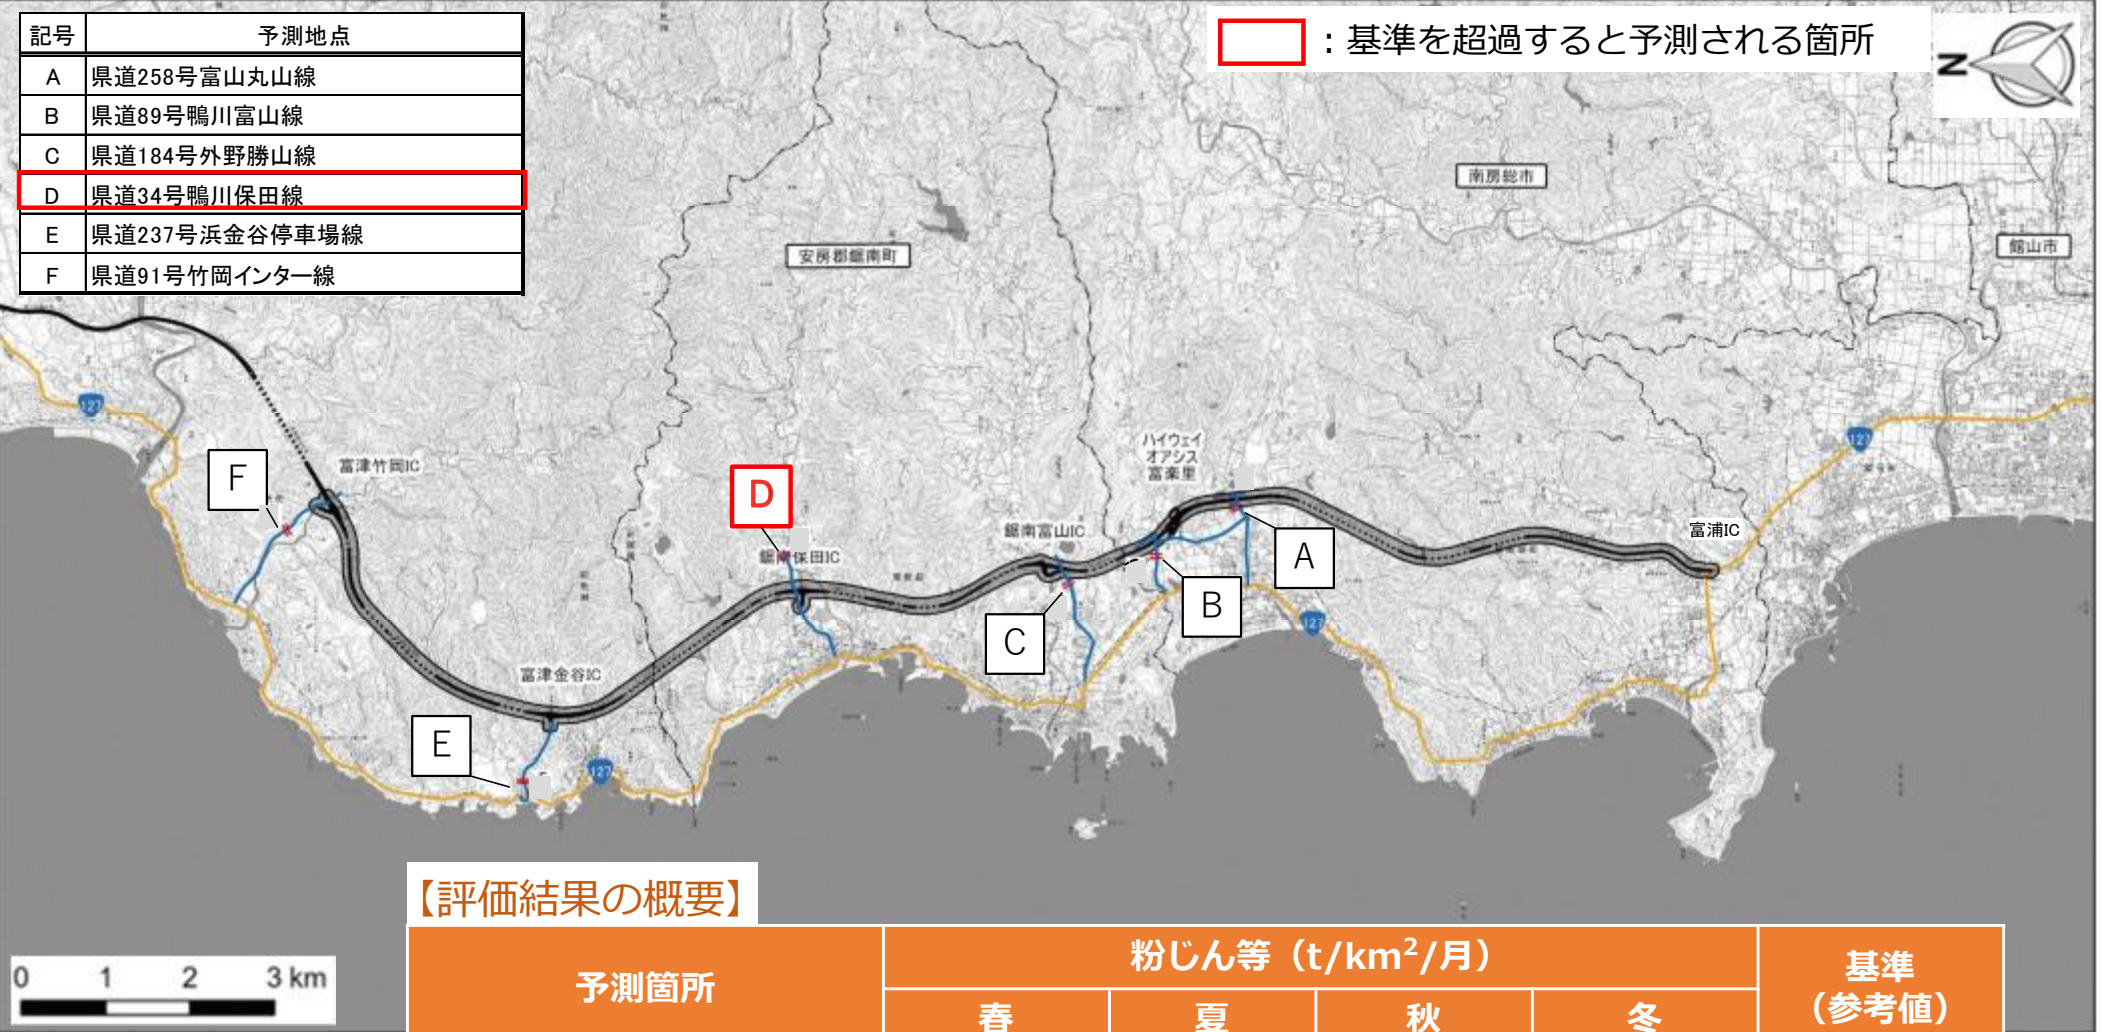 記号 予測地点
A 県道258号富山丸山線
B 県道89号鴨川富山線
C 県道184号外野勝山線
D 県道34号鴨川保田線
E 県道237号浜金谷停車場線
F 県道91号竹岡インター線
：基準を超過すると予測される箇所
N
南房総市
館山市
安房郡鋸南町
127
ハイウェイ
オアシス
富楽里
127
F
富津竹岡IC
D
鋸南保田IC
鋸南富山IC
富浦IC
A
B
C
127
富津金谷IC
E
127
【評価結果の概要】
0 1 2 3 km
予測箇所 粉じん等（t/km²/月） 基準
（参考値）
春 夏 秋 冬